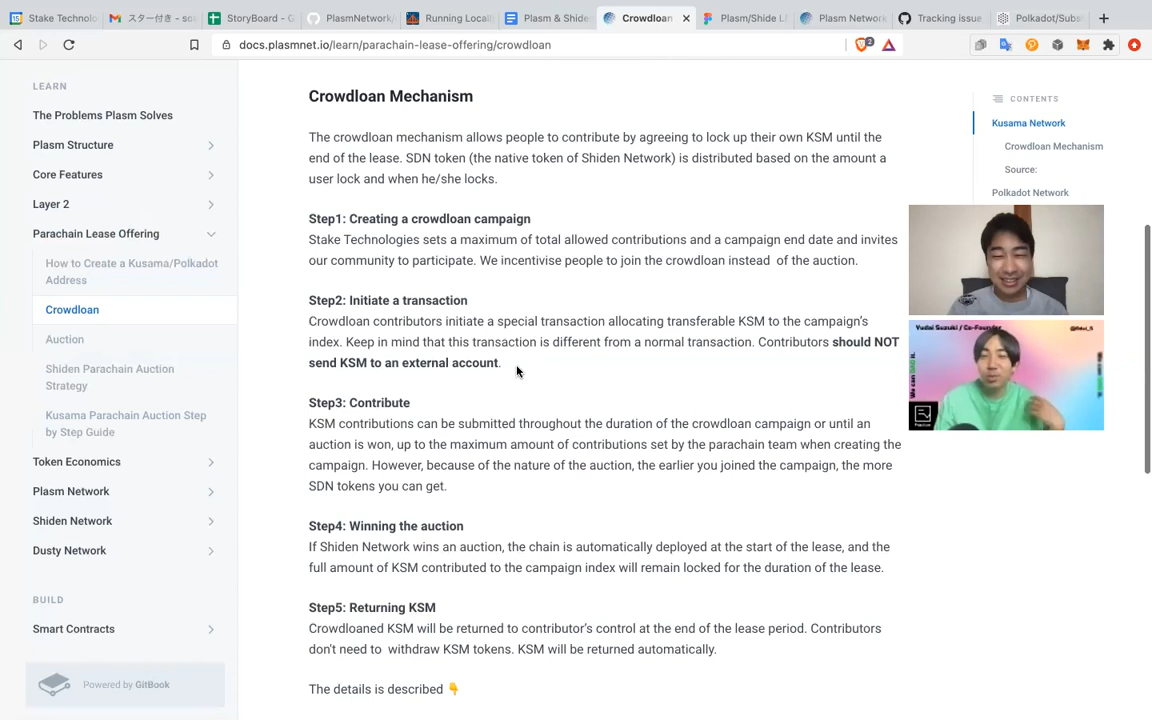 Stake Technolo
スター付き - so
StoryBoard - G
PlasmNetwork/
Running Locall
Plasm & Shide
Crowdloan
Plasm/Shide L
Plasm Network
Tracking issue
Polkadot/Subs
docs.plasmnet.io/learn/parachain-lease-offering/crowdloan
2
LEARN
The Problems Plasm Solves
Plasm Structure
Core Features
Layer 2
Parachain Lease Offering
How to Create a Kusama/Polkadot
Address
Crowdloan
Auction
Shiden Parachain Auction
Strategy
Kusama Parachain Auction Step
by Step Guide
Token Economics
Plasm Network
Shiden Network
Dusty Network
BUILD
Smart Contracts
Powered by GitBook
Crowdloan Mechanism
The crowdloan mechanism allows people to contribute by agreeing to lock up their own KSM until the
end of the lease. SDN token (the native token of Shiden Network) is distributed based on the amount a
user lock and when he/she locks.
Step1: Creating a crowdloan campaign
Stake Technologies sets a maximum of total allowed contributions and a campaign end date and invites
our community to participate. We incentivise people to join the crowdloan instead of the auction.
Step2: Initiate a transaction
Crowdloan contributors initiate a special transaction allocating transferable KSM to the campaign's
index. Keep in mind that this transaction is different from a normal transaction. Contributors should NOT
send KSM to an external account.
Step3: Contribute
KSM contributions can be submitted throughout the duration of the crowdloan campaign or until an
auction is won, up to the maximum amount of contributions set by the parachain team when creating the
campaign. However, because of the nature of the auction, the earlier you joined the campaign, the more
SDN tokens you can get.
Step4: Winning the auction
If Shiden Network wins an auction, the chain is automatically deployed at the start of the lease, and the
full amount of KSM contributed to the campaign index will remain locked for the duration of the lease.
Step5: Returning KSM
Crowdloaned KSM will be returned to contributor's control at the end of the lease period. Contributors
don't need to withdraw KSM tokens. KSM will be returned automatically.
The details is described 👇
CONTENTS
Kusama Network
Crowdloan Mechanism
Source:
Polkadot Network
Yudai Suzuki / Co-Founder